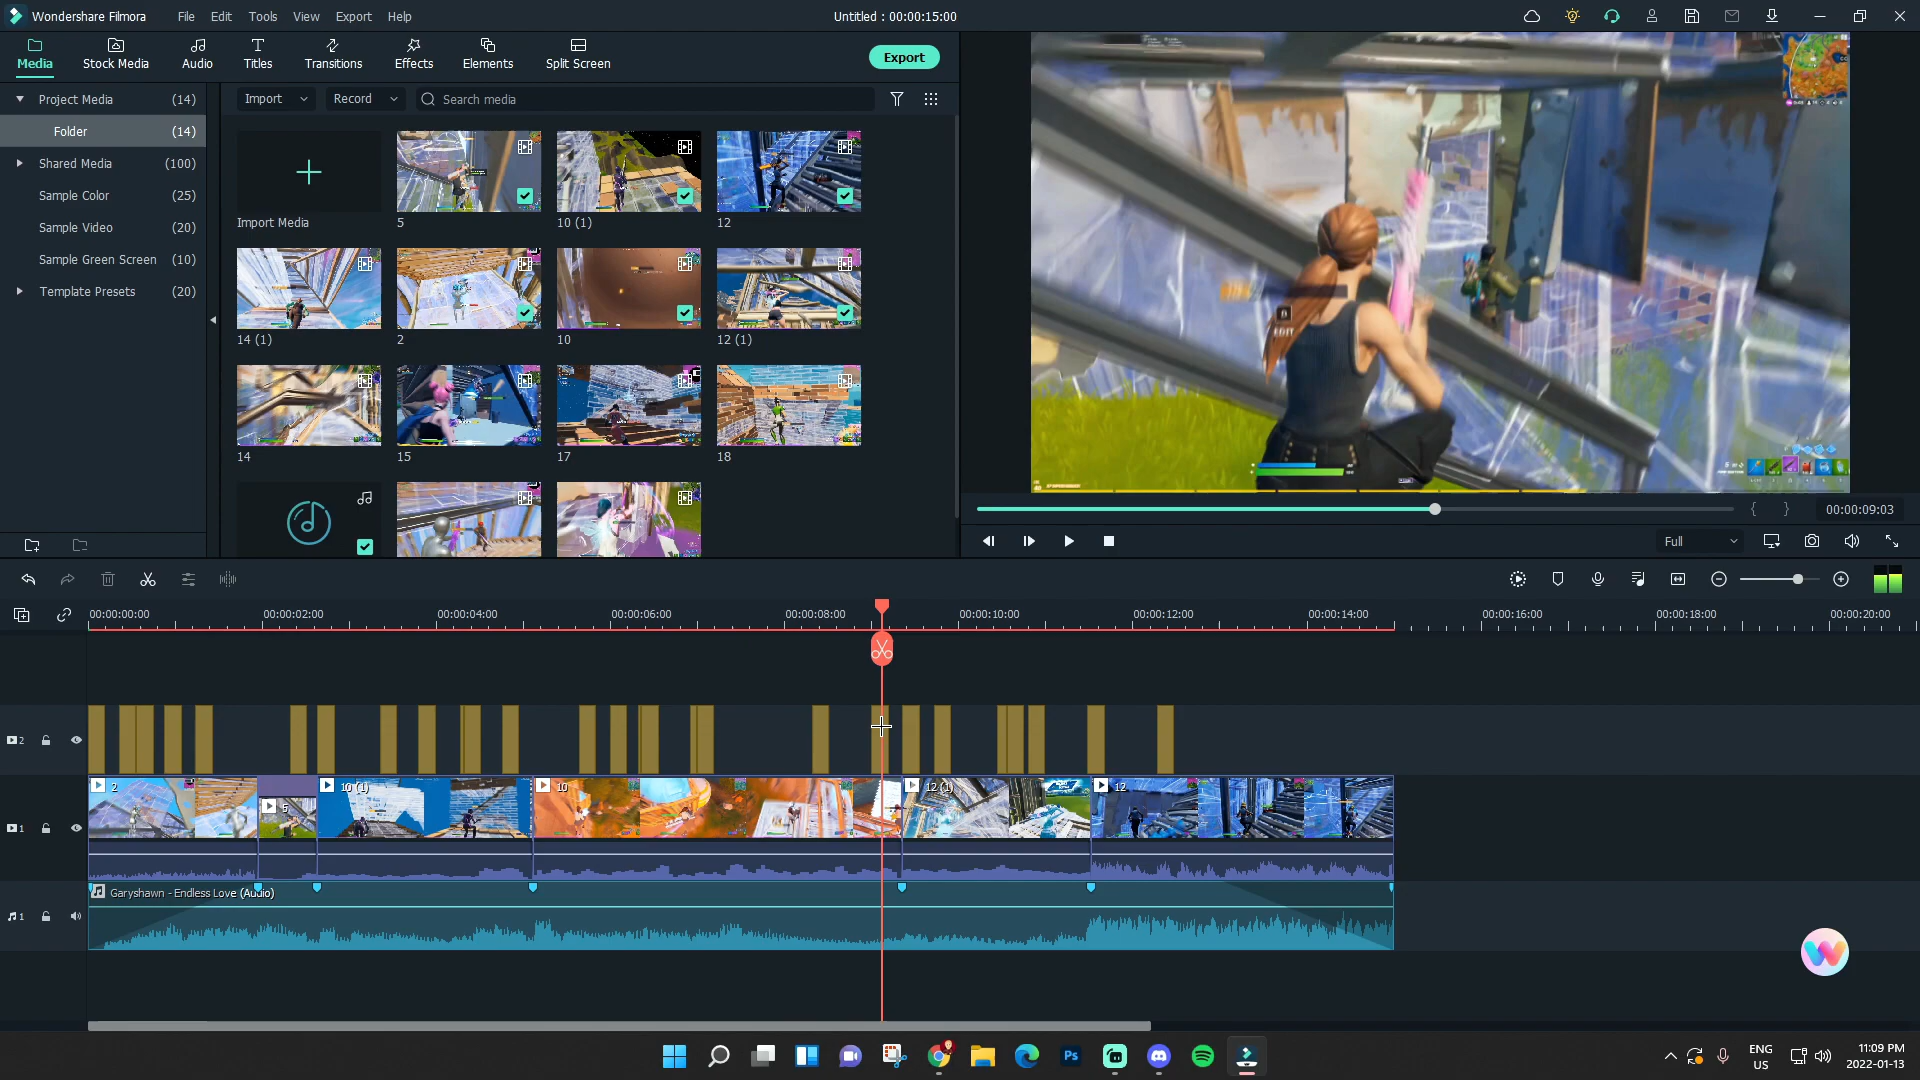 Wondershare Filmora File Edit Tools View Export Help Untitled : 00:00:15:00
Media Stock Media Audio Titles Transitions Effects Elements Split Screen Export
Project Media (14)
Folder (14)
Shared Media (100)
Sample Color (25)
Sample Video (20)
Sample Green Screen (10)
Template Presets (20)
Import Record Search media
Import Media 5 10 (1) 12
14 (1) 2 10 12 (1)
14 15 17 18
EDIT
00:00:09:03
Full
00:00:00:00 00:00:02:00 00:00:04:00 00:00:06:00 00:00:08:00 00:00:10:00 00:00:12:00 00:00:14:00 00:00:16:00 00:00:18:00 00:00:20:00
2
1 2 5 10 (1) 10 12 (1) 12
Garyshawn - Endless Love (Audio)
1
Ps ENG
US
11:09 PM
2022-01-13